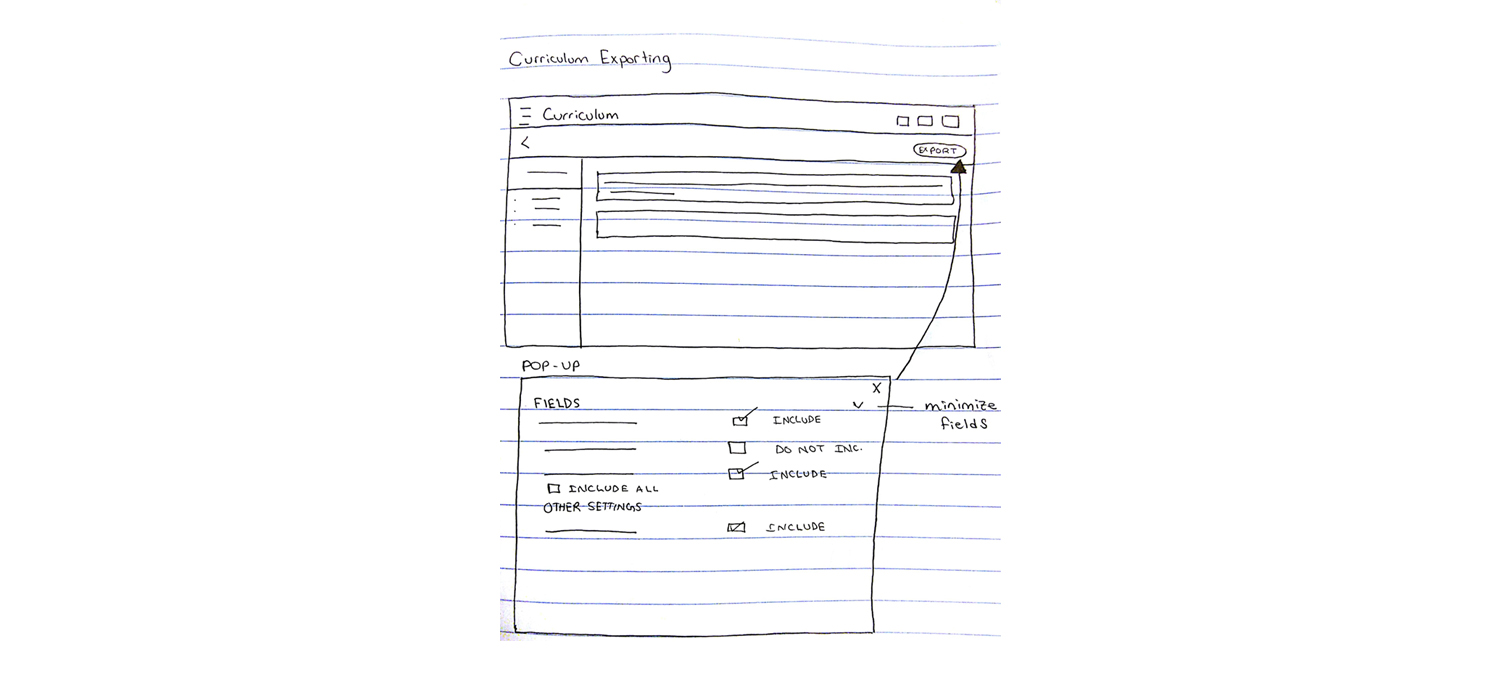 Curriculum Exporting
Curriculum
<
EXPORT
POP-UP
X
FIELDS
v
minimize
fields
INCLUDE
DO NOT INC.
INCLUDE
INCLUDE ALL
OTHER SETTINGS
INCLUDE